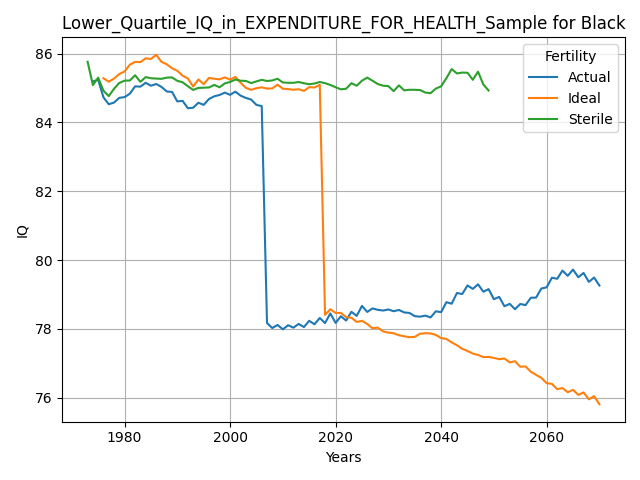 Lower_Quartile_IQ_in_EXPENDITURE_FOR_HEALTH_Sample for Black
Fertility
Actual
Ideal
Sterile
IQ
86
84
82
80
78
76
1980
2000
2020
2040
2060
Years